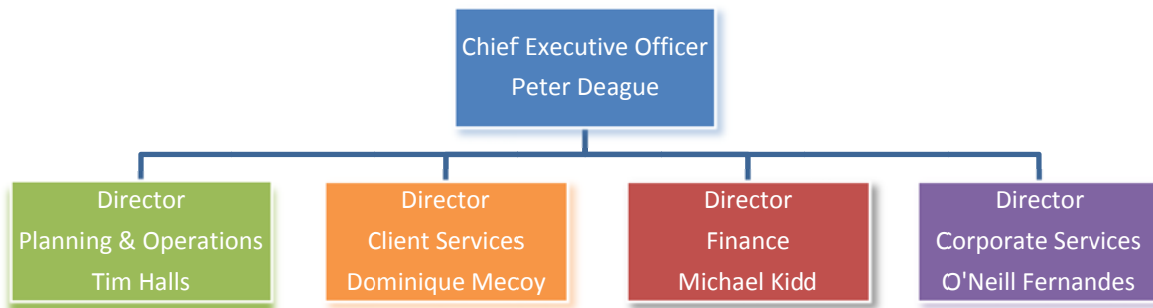 Chief Executive Officer
Peter Deague
Director
Planning & Operations
Tim Halls
Director
Client Services
Dominique Mecoy
Director
Finance
Michael Kidd
Director
Corporate Services
O'Neill Fernandes